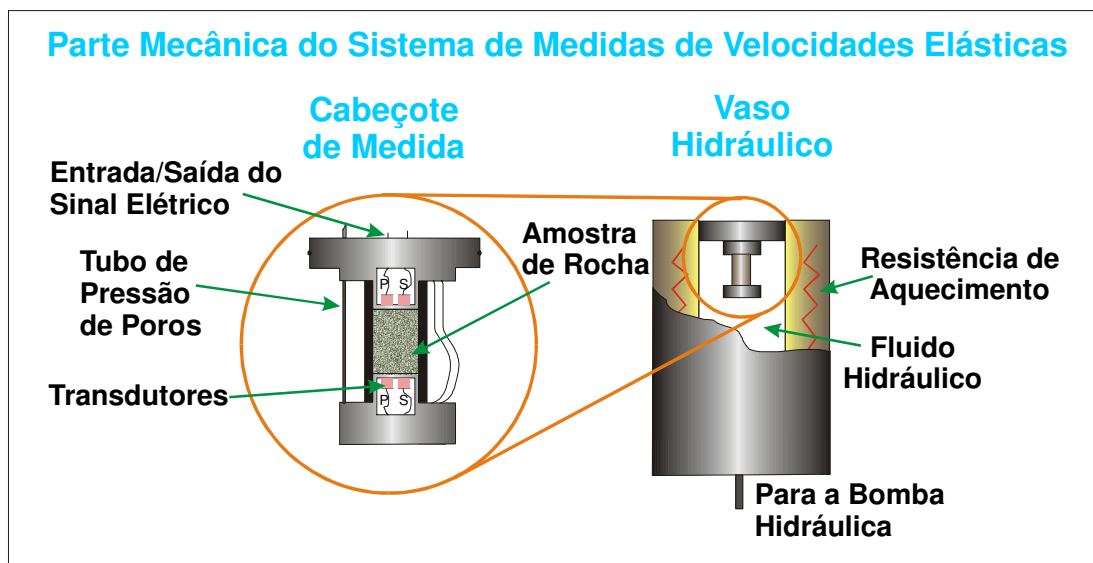 Parte Mecânica do Sistema de Medidas de Velocidades Elásticas
Cabeçote
de Medida
Vaso
Hidráulico
Entrada/Saída do
Sinal Elétrico
Tubo de
Pressão
de Poros
Transdutores
P S
P S
Amostra
de Rocha
Resistência de
Aquecimento
Fluido
Hidráulico
Para a Bomba
Hidráulica